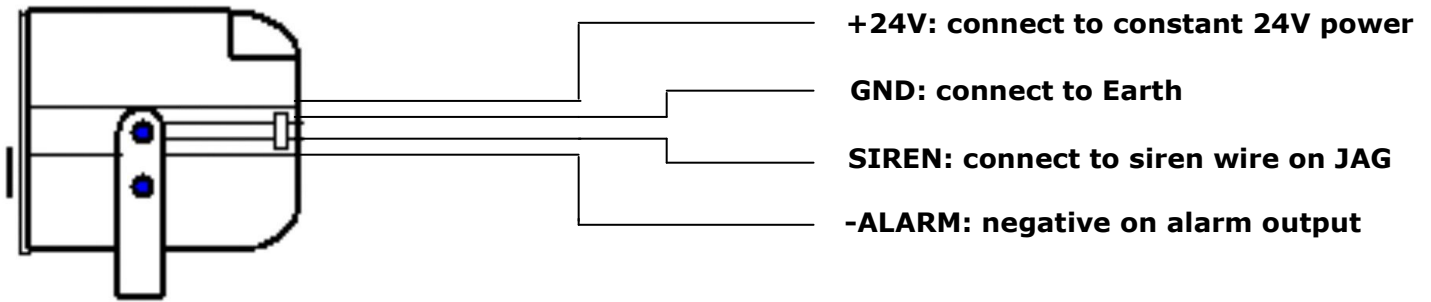 +24V: connect to constant 24V power
GND: connect to Earth
SIREN: connect to siren wire on JAG
-ALARM: negative on alarm output